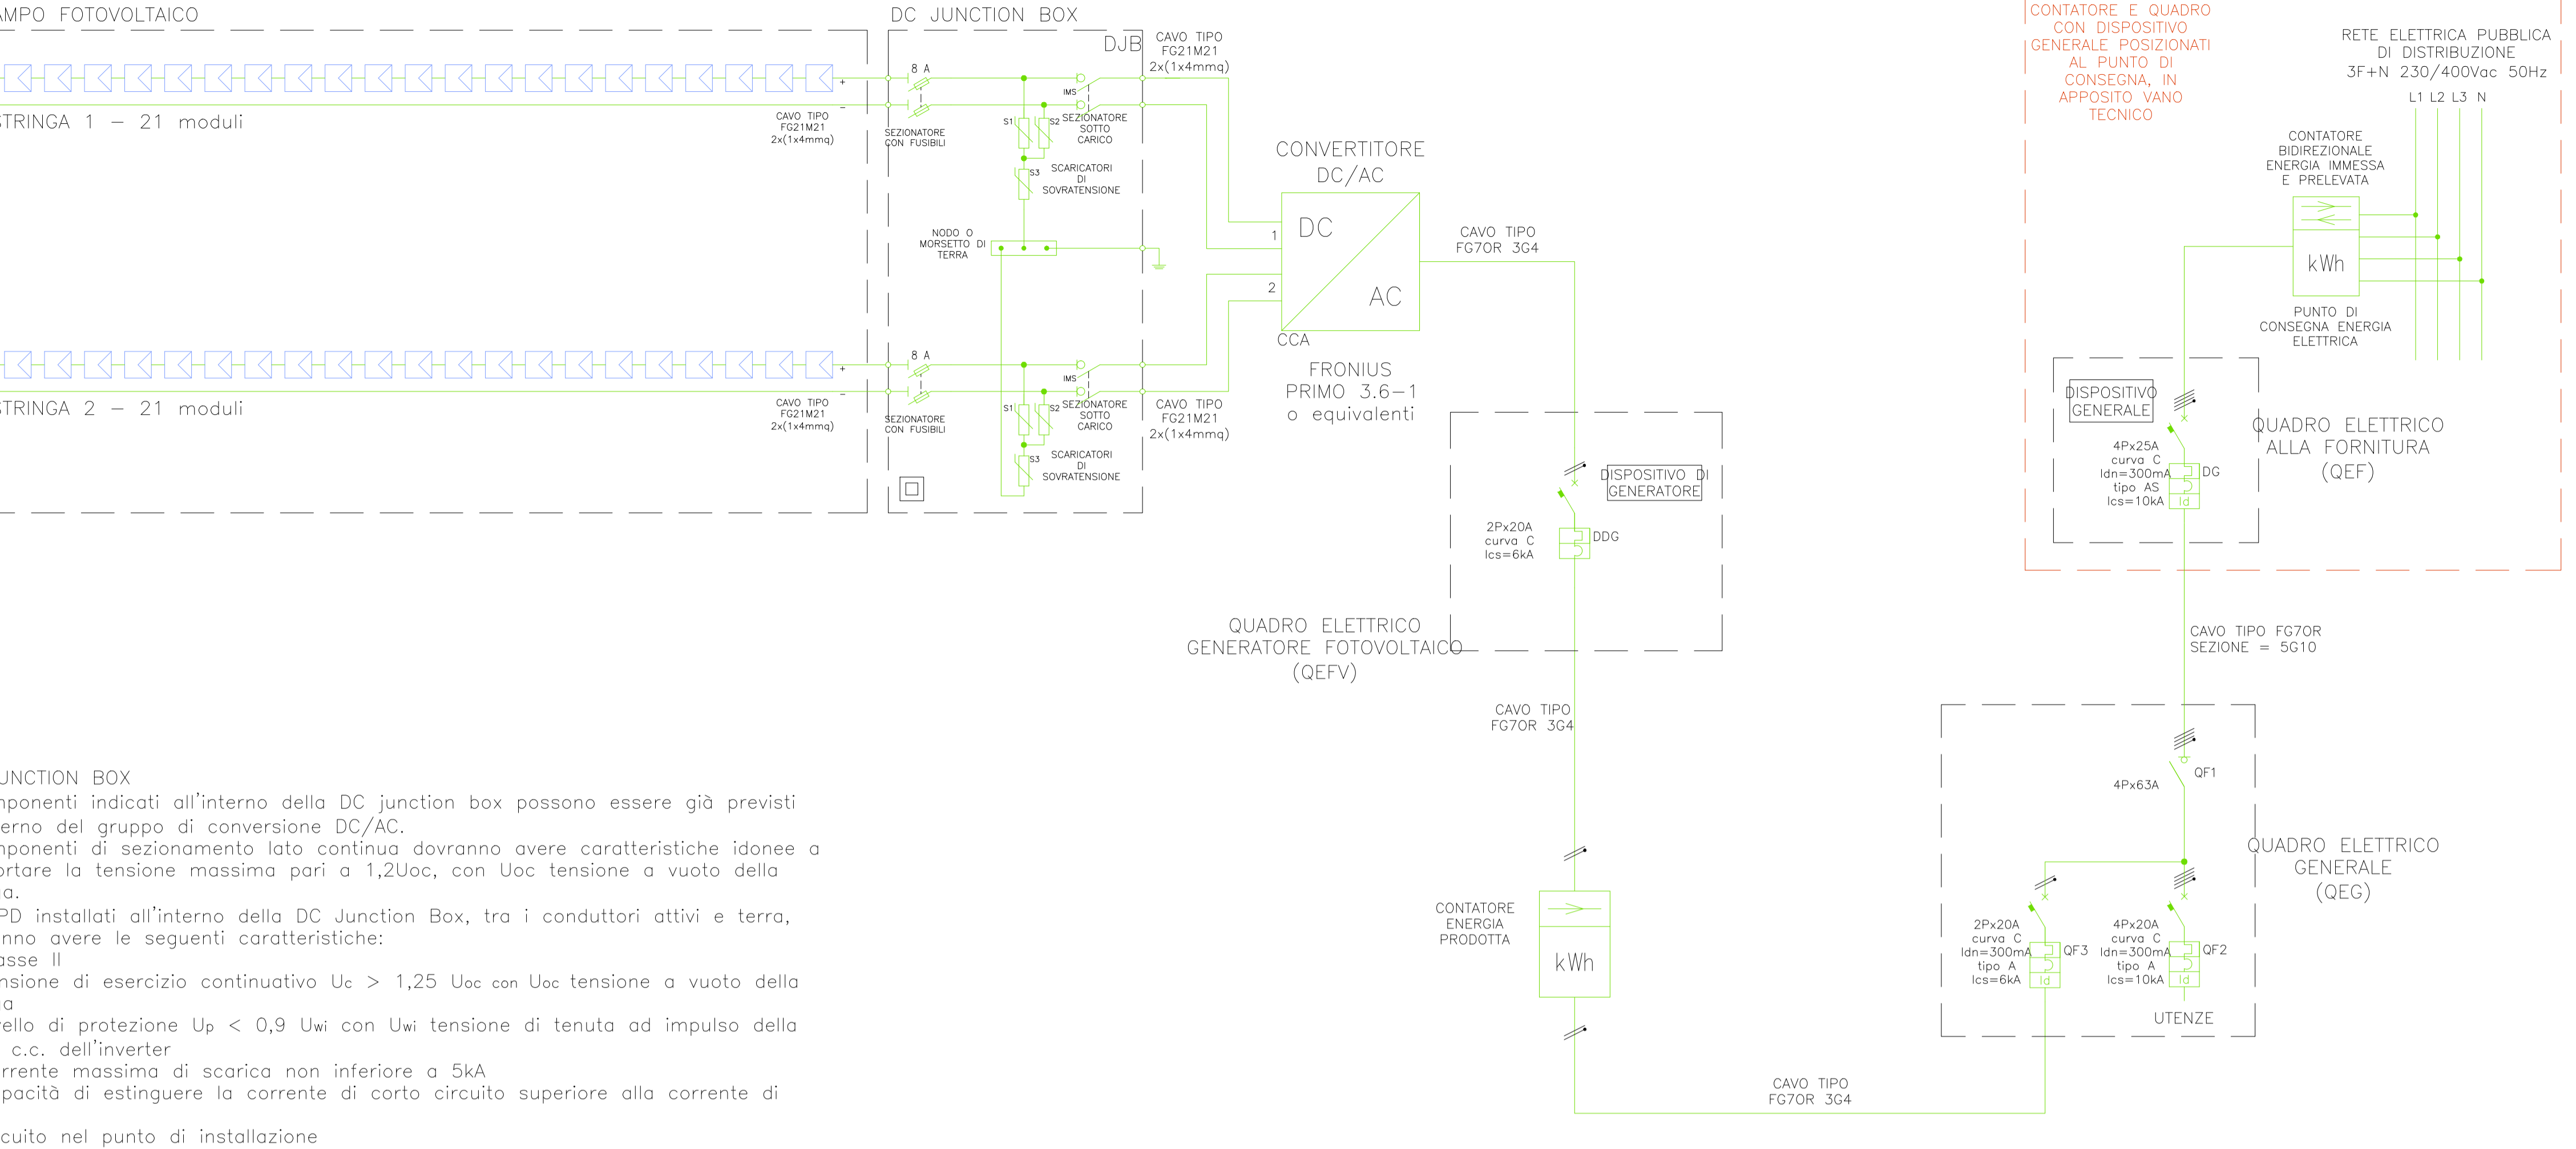 AMPO FOTOVOLTAICO
STRINGA 1 - 21 moduli
+
-
CAVO TIPO
FG21M21
2x(1x4mmq)
STRINGA 2 - 21 moduli
+
-
CAVO TIPO
FG21M21
2x(1x4mmq)
DC JUNCTION BOX
DJB
8 A
SEZIONATORE
CON FUSIBILI
S1
S2
IMS
SEZIONATORE
SOTTO
CARICO
S3
SCARICATORI
DI
SOVRATENSIONE
NODO O
MORSETTO DI
TERRA
8 A
SEZIONATORE
CON FUSIBILI
S1
S2
IMS
SEZIONATORE
SOTTO
CARICO
S3
SCARICATORI
DI
SOVRATENSIONE
CAVO TIPO
FG21M21
2x(1x4mmq)
CAVO TIPO
FG21M21
2x(1x4mmq)
CONVERTITORE
DC/AC
DC
AC
1
2
CCA
FRONIUS
PRIMO 3.6-1
o equivalenti
CAVO TIPO
FG7OR 3G4
DISPOSITIVO DI
GENERATORE
2Px20A
curva C
Ics=6kA
DDG
QUADRO ELETTRICO
GENERATORE FOTOVOLTAICO
(QEFV)
CAVO TIPO
FG7OR 3G4
CONTATORE
ENERGIA
PRODOTTA
kWh
CAVO TIPO
FG7OR 3G4
CONTATORE E QUADRO
CON DISPOSITIVO
GENERALE POSIZIONATI
AL PUNTO DI
CONSEGNA, IN
APPOSITO VANO
TECNICO
RETE ELETTRICA PUBBLICA
DI DISTRIBUZIONE
3F+N 230/400Vac 50Hz
L1 L2 L3 N
CONTATORE
BIDIREZIONALE
ENERGIA IMMESSA
E PRELEVATA
kWh
PUNTO DI
CONSEGNA ENERGIA
ELETTRICA
DISPOSITIVO
GENERALE
4Px25A
curva C
Idn=300mA
tipo AS
Ics=10kA
DG
Id
QUADRO ELETTRICO
ALLA FORNITURA
(QEF)
CAVO TIPO FG7OR
SEZIONE = 5G10
4Px63A
QF1
QUADRO ELETTRICO
GENERALE
(QEG)
2Px20A
curva C
Idn=300mA
tipo A
Ics=6kA
QF3
Id
4Px20A
curva C
Idn=300mA
tipo A
Ics=10kA
QF2
Id
UTENZE
UNCTION BOX
mponenti indicati all'interno della DC junction box possono essere già previsti
erno del gruppo di conversione DC/AC.
mponenti di sezionamento lato continua dovranno avere caratteristiche idonee a
ortare la tensione massima pari a 1,2Uoc, con Uoc tensione a vuoto della
a.
PD installati all'interno della DC Junction Box, tra i conduttori attivi e terra,
nno avere le seguenti caratteristiche:
asse II
nsione di esercizio continuativo Uc > 1,25 Uoc con Uoc tensione a vuoto della
a
ello di protezione Up < 0,9 Uwi con Uwi tensione di tenuta ad impulso della
c.c. dell'inverter
rrente massima di scarica non inferiore a 5kA
pacità di estinguere la corrente di corto circuito superiore alla corrente di
cuito nel punto di installazione